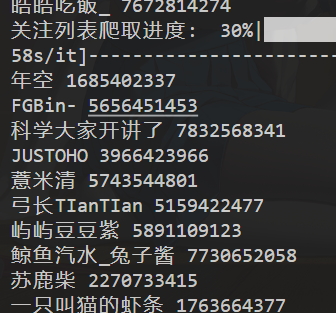 皓皓吃飯_ 7672814274
关注列表爬取进度:  30%|
58s/it]-----------------------
年空 1685402337
FGBin- 5656451453
科学大家开讲了 7832568341
JUSTOHO 3966423966
薏米清 5743544801
弓长TIanTIan 5159422477
屿屿豆豆紫 5891109123
鲸鱼汽水_兔子酱 7730652058
苏鹿柴 2270733415
一只叫猫的虾条 1763664377